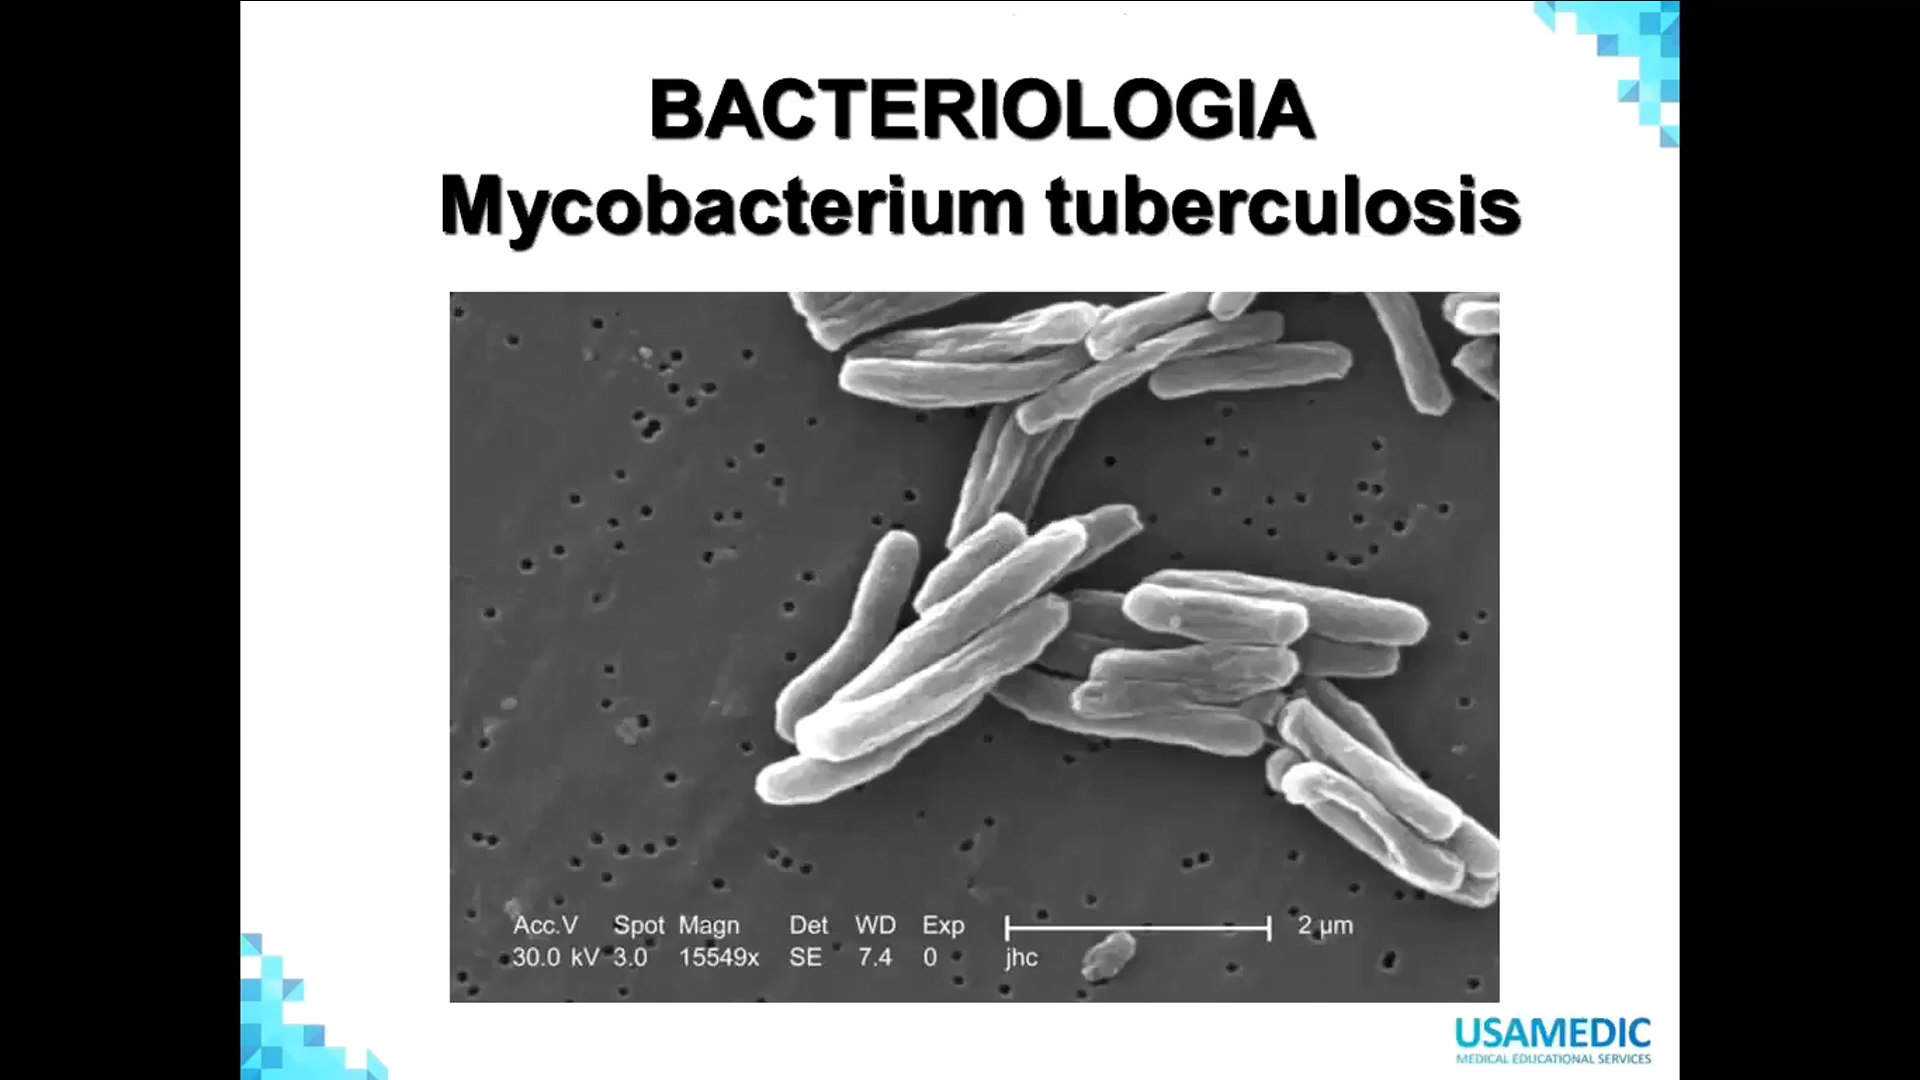 BACTERIOLOGIA
Mycobacterium tuberculosis
Acc.V Spot Magn Det WD Exp 2 µm
30.0 kV 3.0 15549x SE 7.4 0 jhc
USAMEDIC
MEDICAL EDUCATIONAL SERVICES